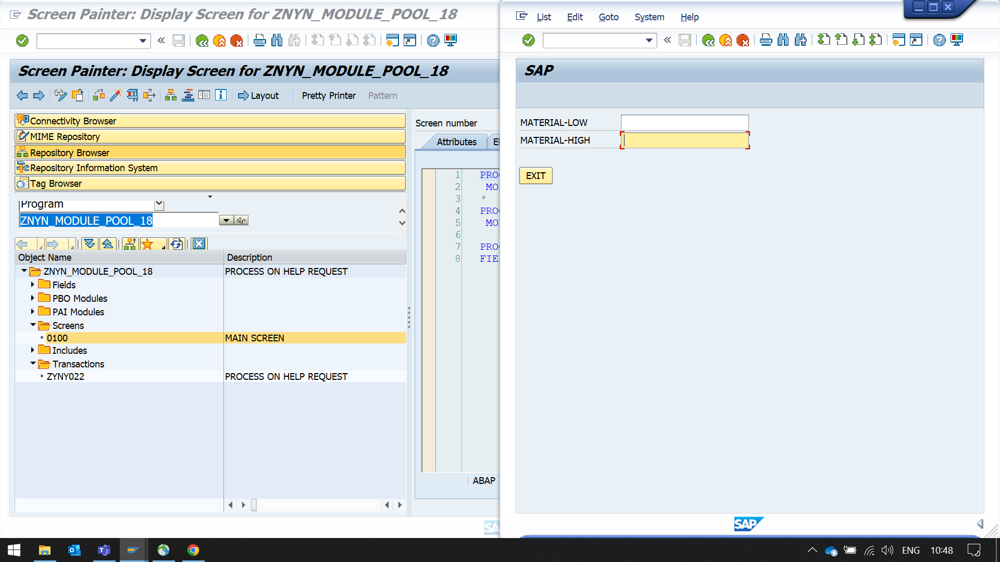 Screen Painter: Display Screen for ZNYN_MODULE_POOL_18
Screen Painter: Display Screen for ZNYN_MODULE_POOL_18
Layout
Pretty Printer
Pattern
Connectivity Browser
MIME Repository
Repository Browser
Repository Information System
Tag Browser
Program
ZNYN_MODULE_POOL_18
Object Name Description
ZNYN_MODULE_POOL_18 PROCESS ON HELP REQUEST
Fields
PBO Modules
PAI Modules
Screens
0100 MAIN SCREEN
Includes
Transactions
ZYNY022 PROCESS ON HELP REQUEST
Screen number
Attributes
El
1 PRO
2 MO
3 *
4 PRO
5 MO
6
7 PRO
8 FIE
ABAP
SA
List Edit Goto System Help
SAP
MATERIAL-LOW
MATERIAL-HIGH
EXIT
SAP
ENG 10:48